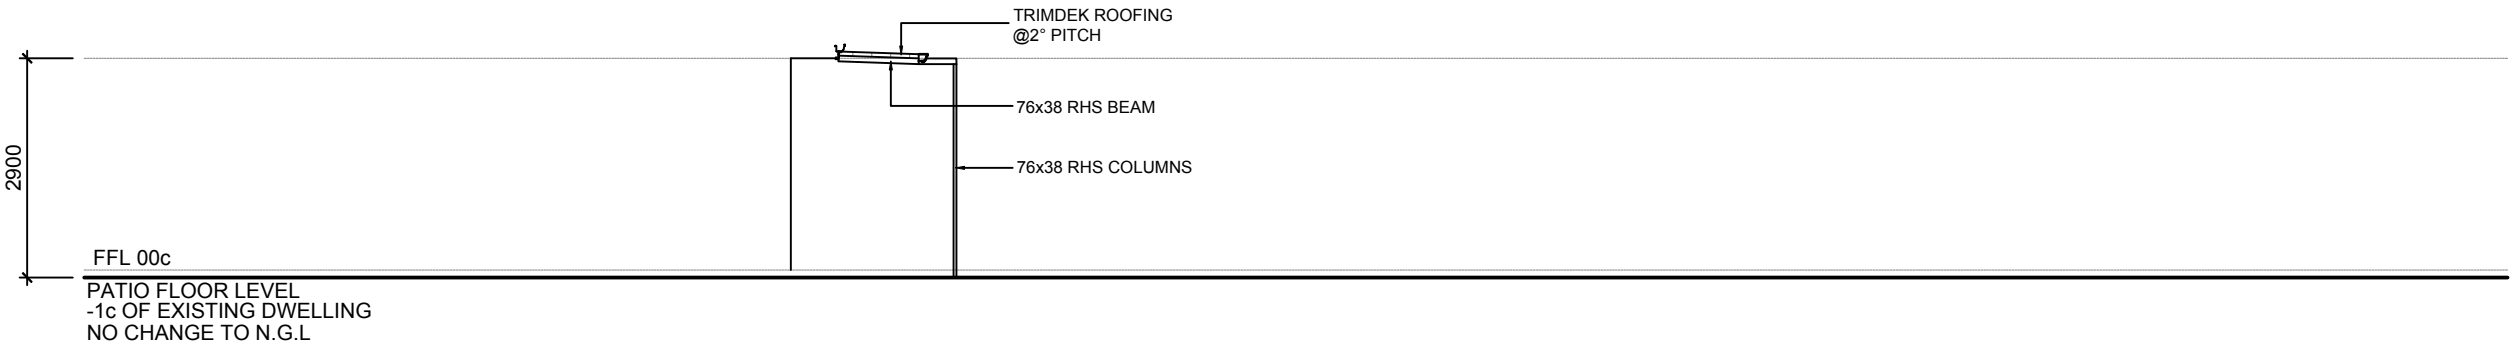 TRIMDEK ROOFING
@2° PITCH
76x38 RHS BEAM
76x38 RHS COLUMNS
2900
FFL 00c
PATIO FLOOR LEVEL
-1c OF EXISTING DWELLING
NO CHANGE TO N.G.L